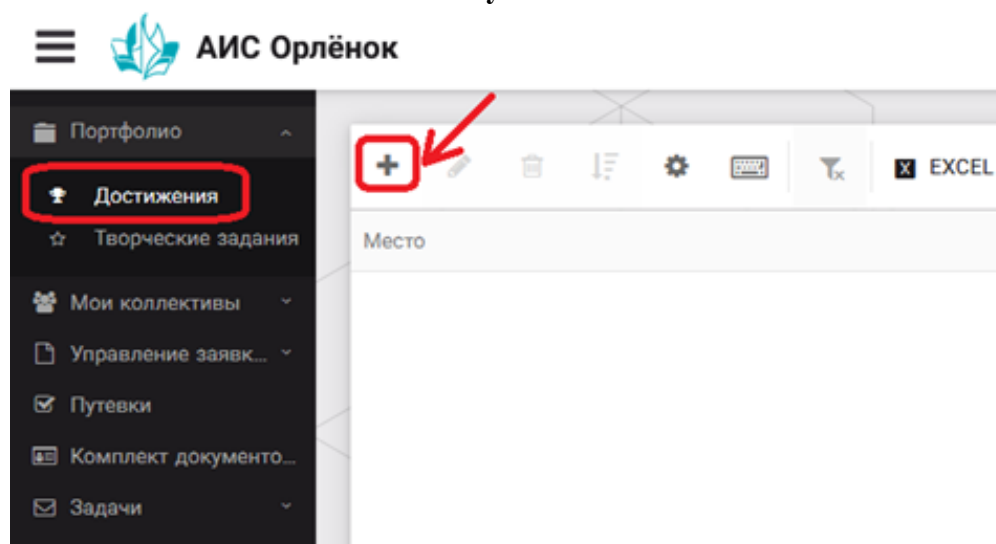 АИС Орлёнок
Портфолио
Достижения
Творческие задания
Мои коллективы
Управление заявк...
Путевки
Комплект документо...
Задачи
EXCEL
Место